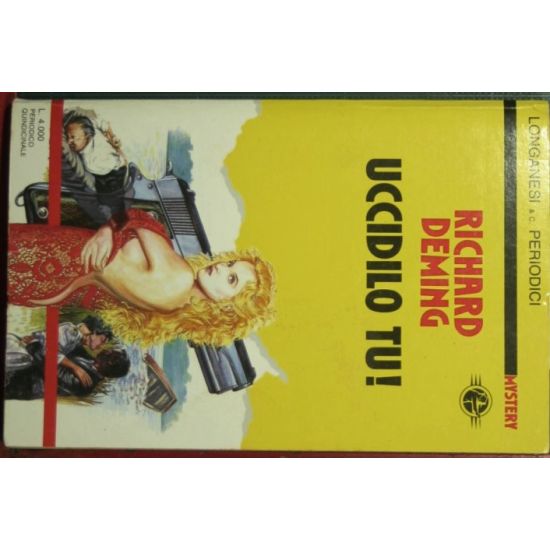 LONGANESI & C. PERIODICI
MYSTERY
RICHARD
DEMING
UCCIDILO TU!
L. 4.000
PERIODICO
QUINDICINALE